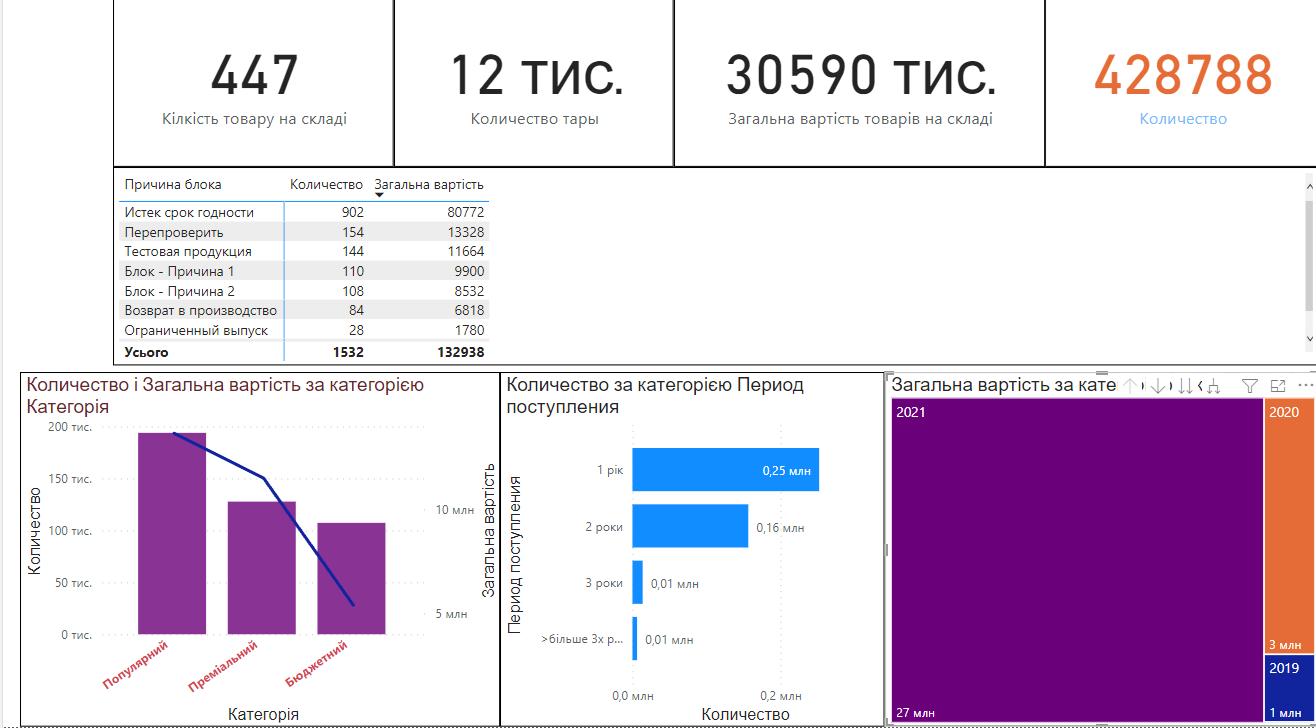 447
12 тис.
30590 тис.
428788
Кілкість товару на складі
Количество тары
Загальна вартість товарів на складі
Количество
Причина блока Количество Загальна вартість
Истек срок годности 902 80772
Перепроверить 154 13328
Тестовая продукция 144 11664
Блок - Причина 1 110 9900
Блок - Причина 2 108 8532
Возврат в производство 84 6818
Ограниченный выпуск 28 1780
Усього 1532 132938
Количество і Загальна вартість за категорією
Категорія
200 тис.
150 тис.
100 тис.
50 тис.
0 тис.
Количество
10 млн
5 млн
Загальна вартість
Популярний
Преміальний
Бюджетний
Категорія
Количество за категорією Период
поступления
Период поступления
1 рік 0,25 млн
2 роки 0,16 млн
3 роки 0,01 млн
>більше 3х р... 0,01 млн
0,0 млн 0,2 млн
Количество
Загальна вартість за кате
2021
27 млн
2020
3 млн
2019
1 млн